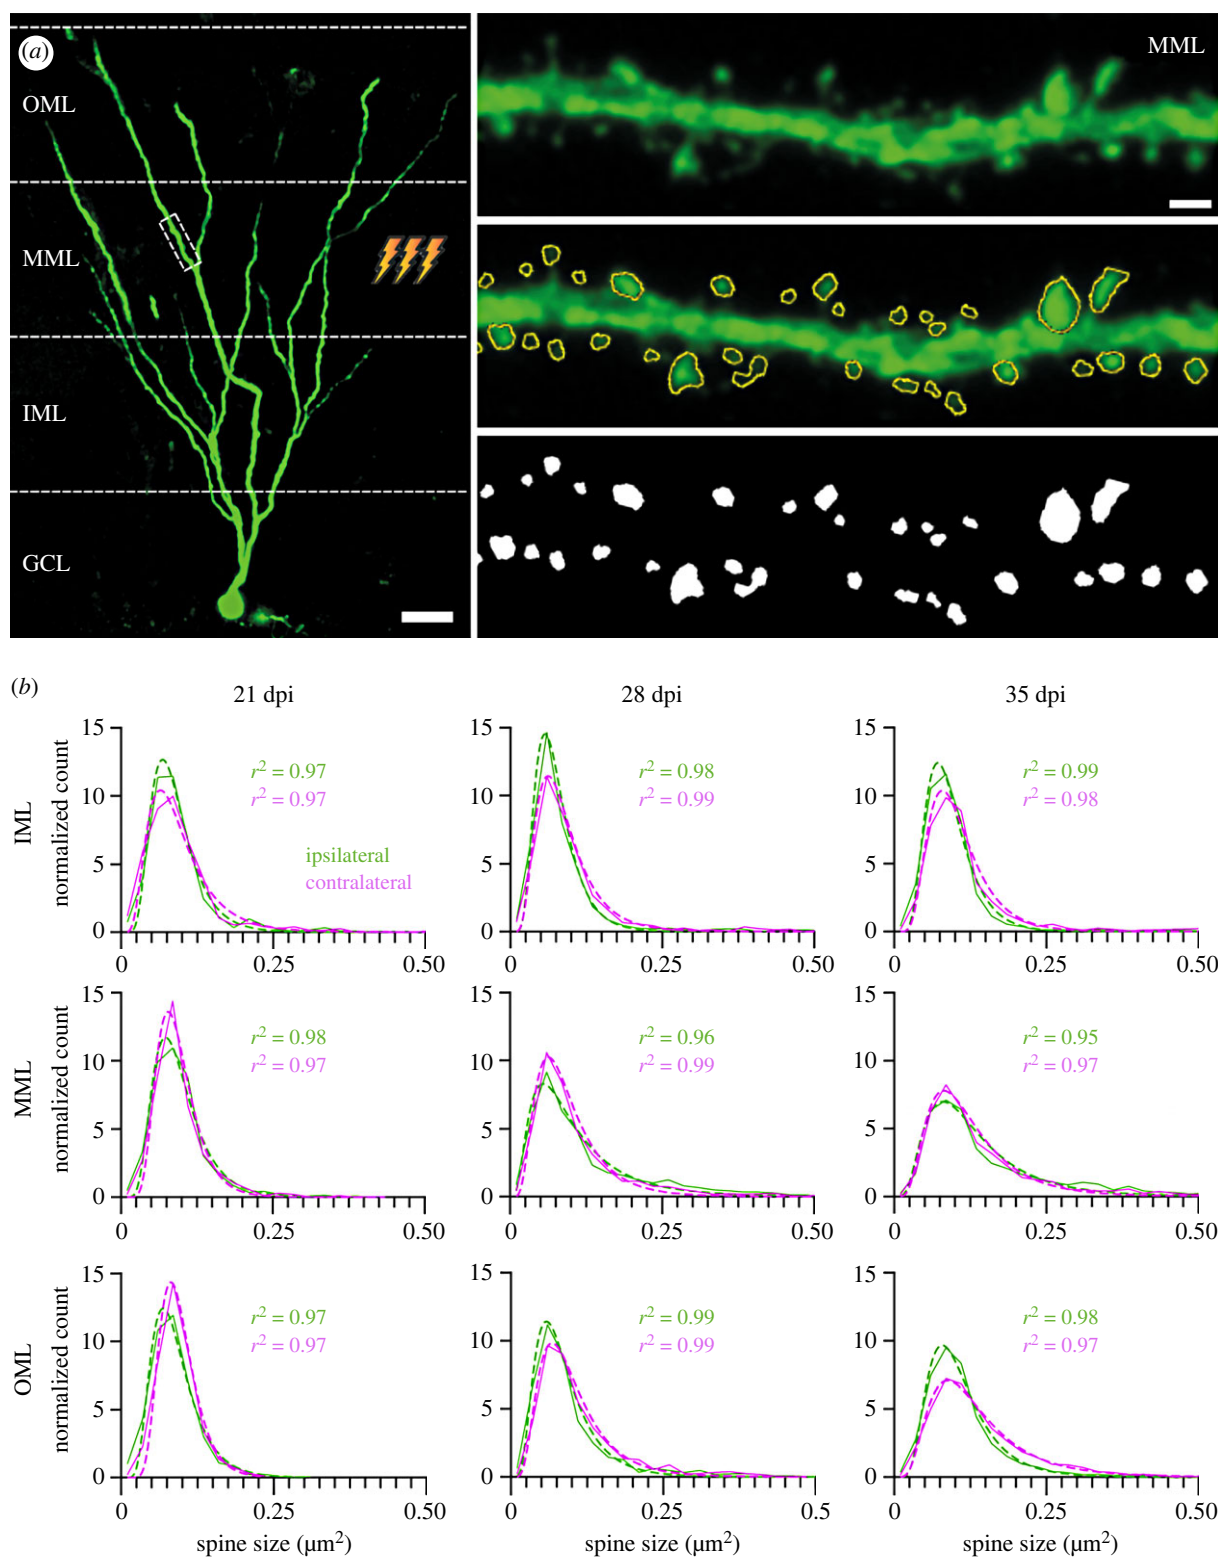 (a)
OML
MML
IML
GCL
MML
(b)
21 dpi
28 dpi
35 dpi
IML
normalized count
15
10
5
0
r² = 0.97
r² = 0.97
ipsilateral
contralateral
0
0.25
0.50
15
10
5
0
r² = 0.98
r² = 0.99
0
0.25
0.50
15
10
5
0
r² = 0.99
r² = 0.98
0
0.25
0.50
MML
normalized count
15
10
5
0
r² = 0.98
r² = 0.97
0
0.25
0.50
15
10
5
0
r² = 0.96
r² = 0.99
0
0.25
0.50
15
10
5
0
r² = 0.95
r² = 0.97
0
0.25
0.50
OML
normalized count
15
10
5
0
r² = 0.97
r² = 0.97
0
0.25
0.50
spine size (μm²)
15
10
5
0
r² = 0.99
r² = 0.99
0
0.25
0.5
spine size (μm²)
15
10
5
0
r² = 0.98
r² = 0.97
0
0.25
0.50
spine size (μm²)